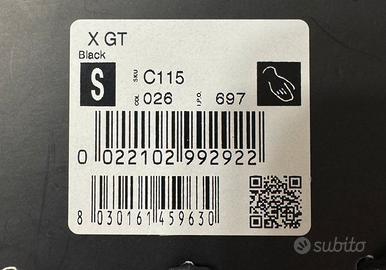 X GT
Black
S
SKU C115
COL. 026 I.P.O. 697
0 022102 992922
8 030161 459630
subito